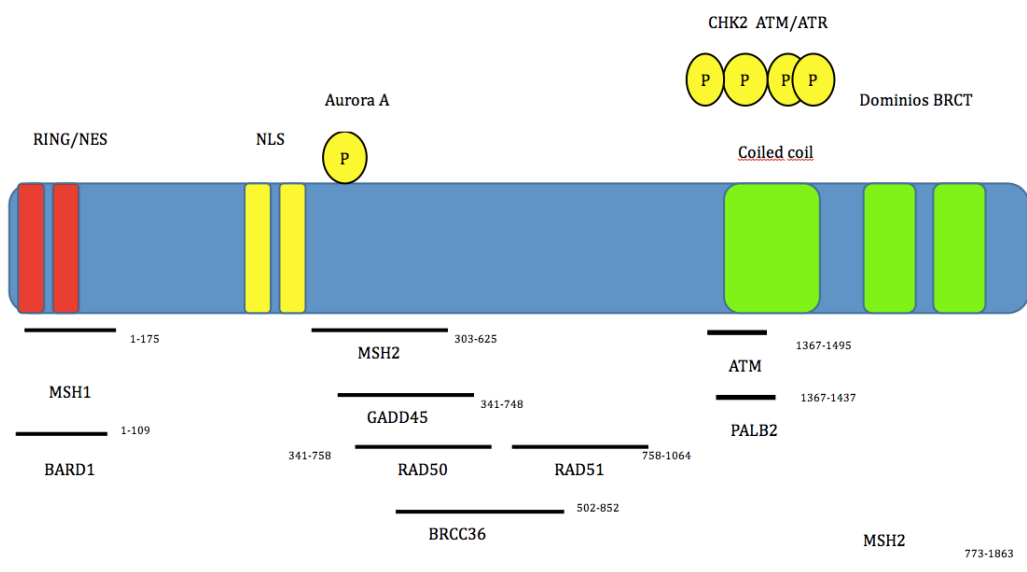 CHK2 ATM/ATR
P P P P
Aurora A
Dominios BRCT
RING/NES
NLS
P
Coiled coil
1-175
303-625
1367-1495
MSH2
ATM
MSH1
341-748
1367-1437
GADD45
1-109
PALB2
341-758
758-1064
BARD1
RAD50
RAD51
502-852
BRCC36
MSH2
773-1863